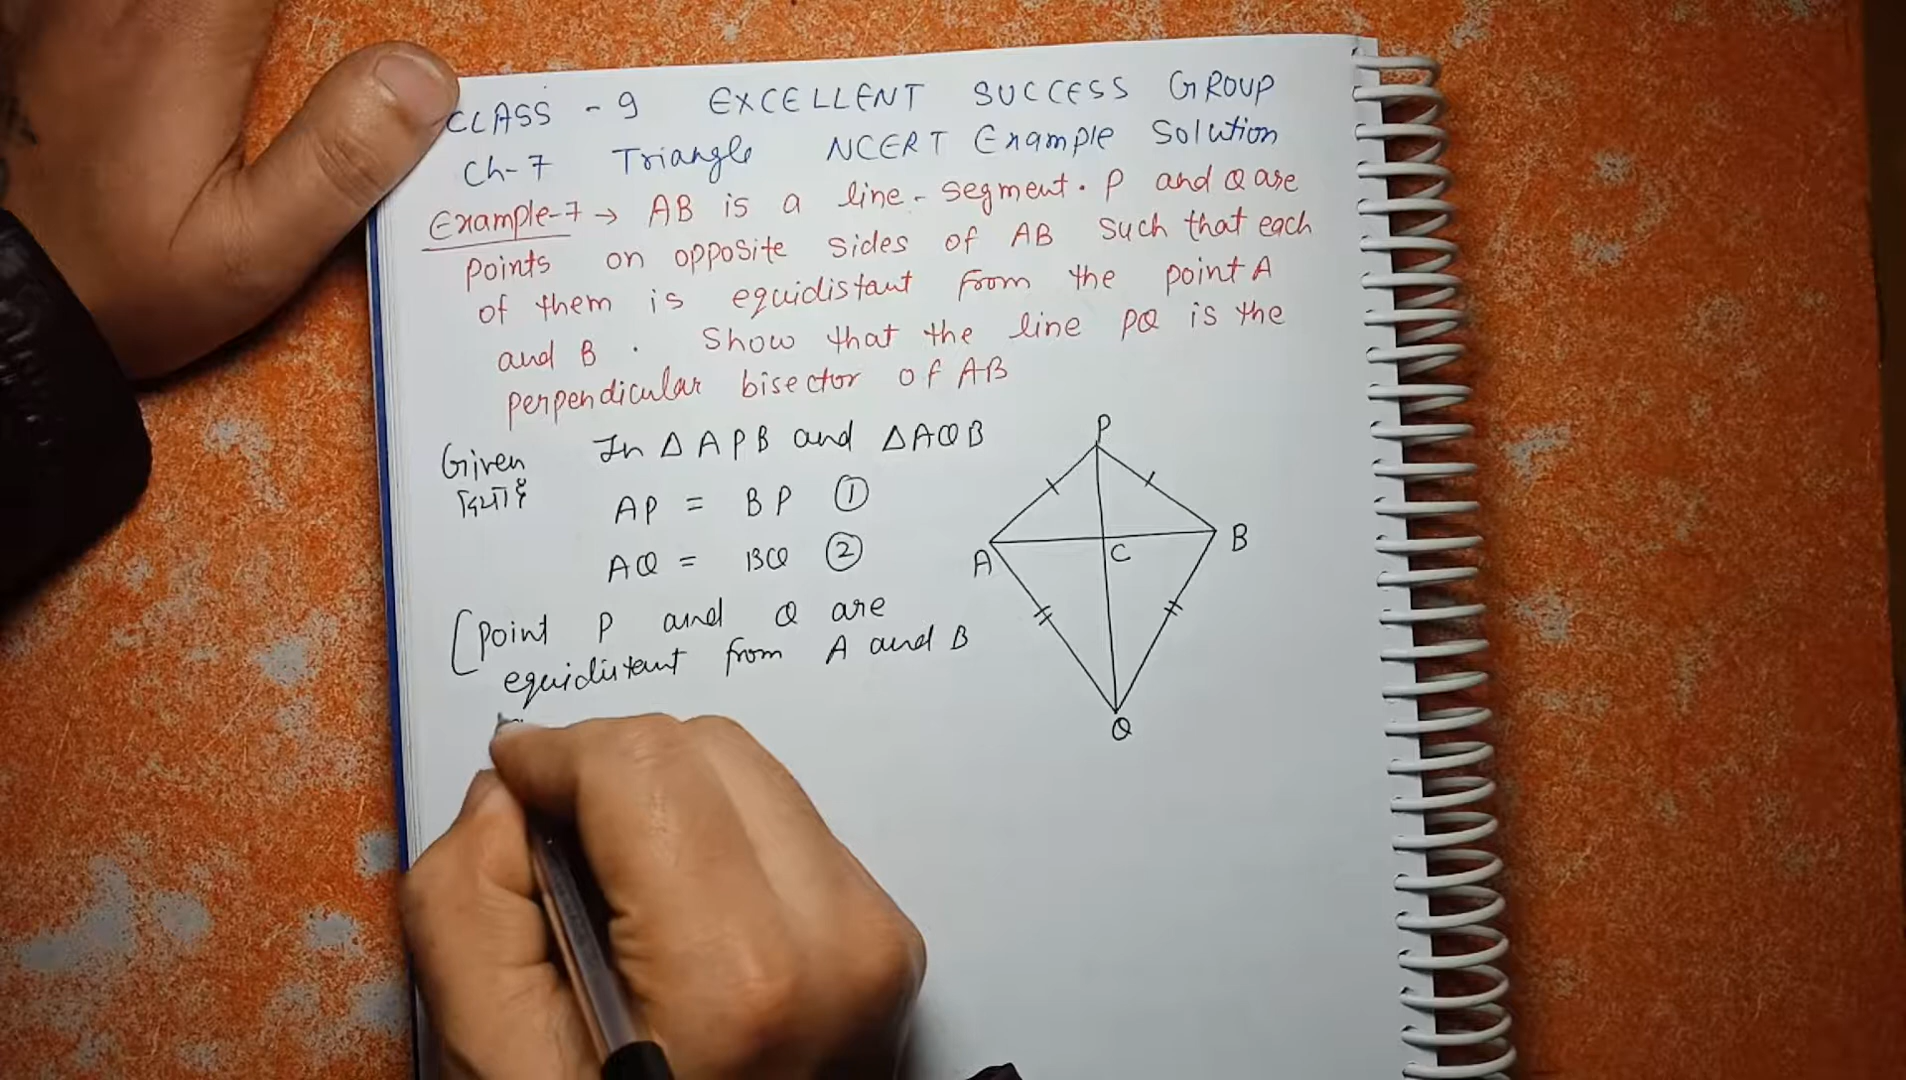 CLASS - 9 EXCELLENT SUCCESS GROUP
Ch-7 Triangle NCERT Example Solution
Example-7 → AB is a line-segment. P and Q are
points on opposite sides of AB such that each
of them is equidistant from the point A
and B . Show that the line PQ is the
perpendicular bisector of AB
Given In Δ APB and ΔAQB
दिया है
AP = BP ①
AQ = BQ ②
[Point P and Q are
equidistant from A and B
P
A
B
C
Q